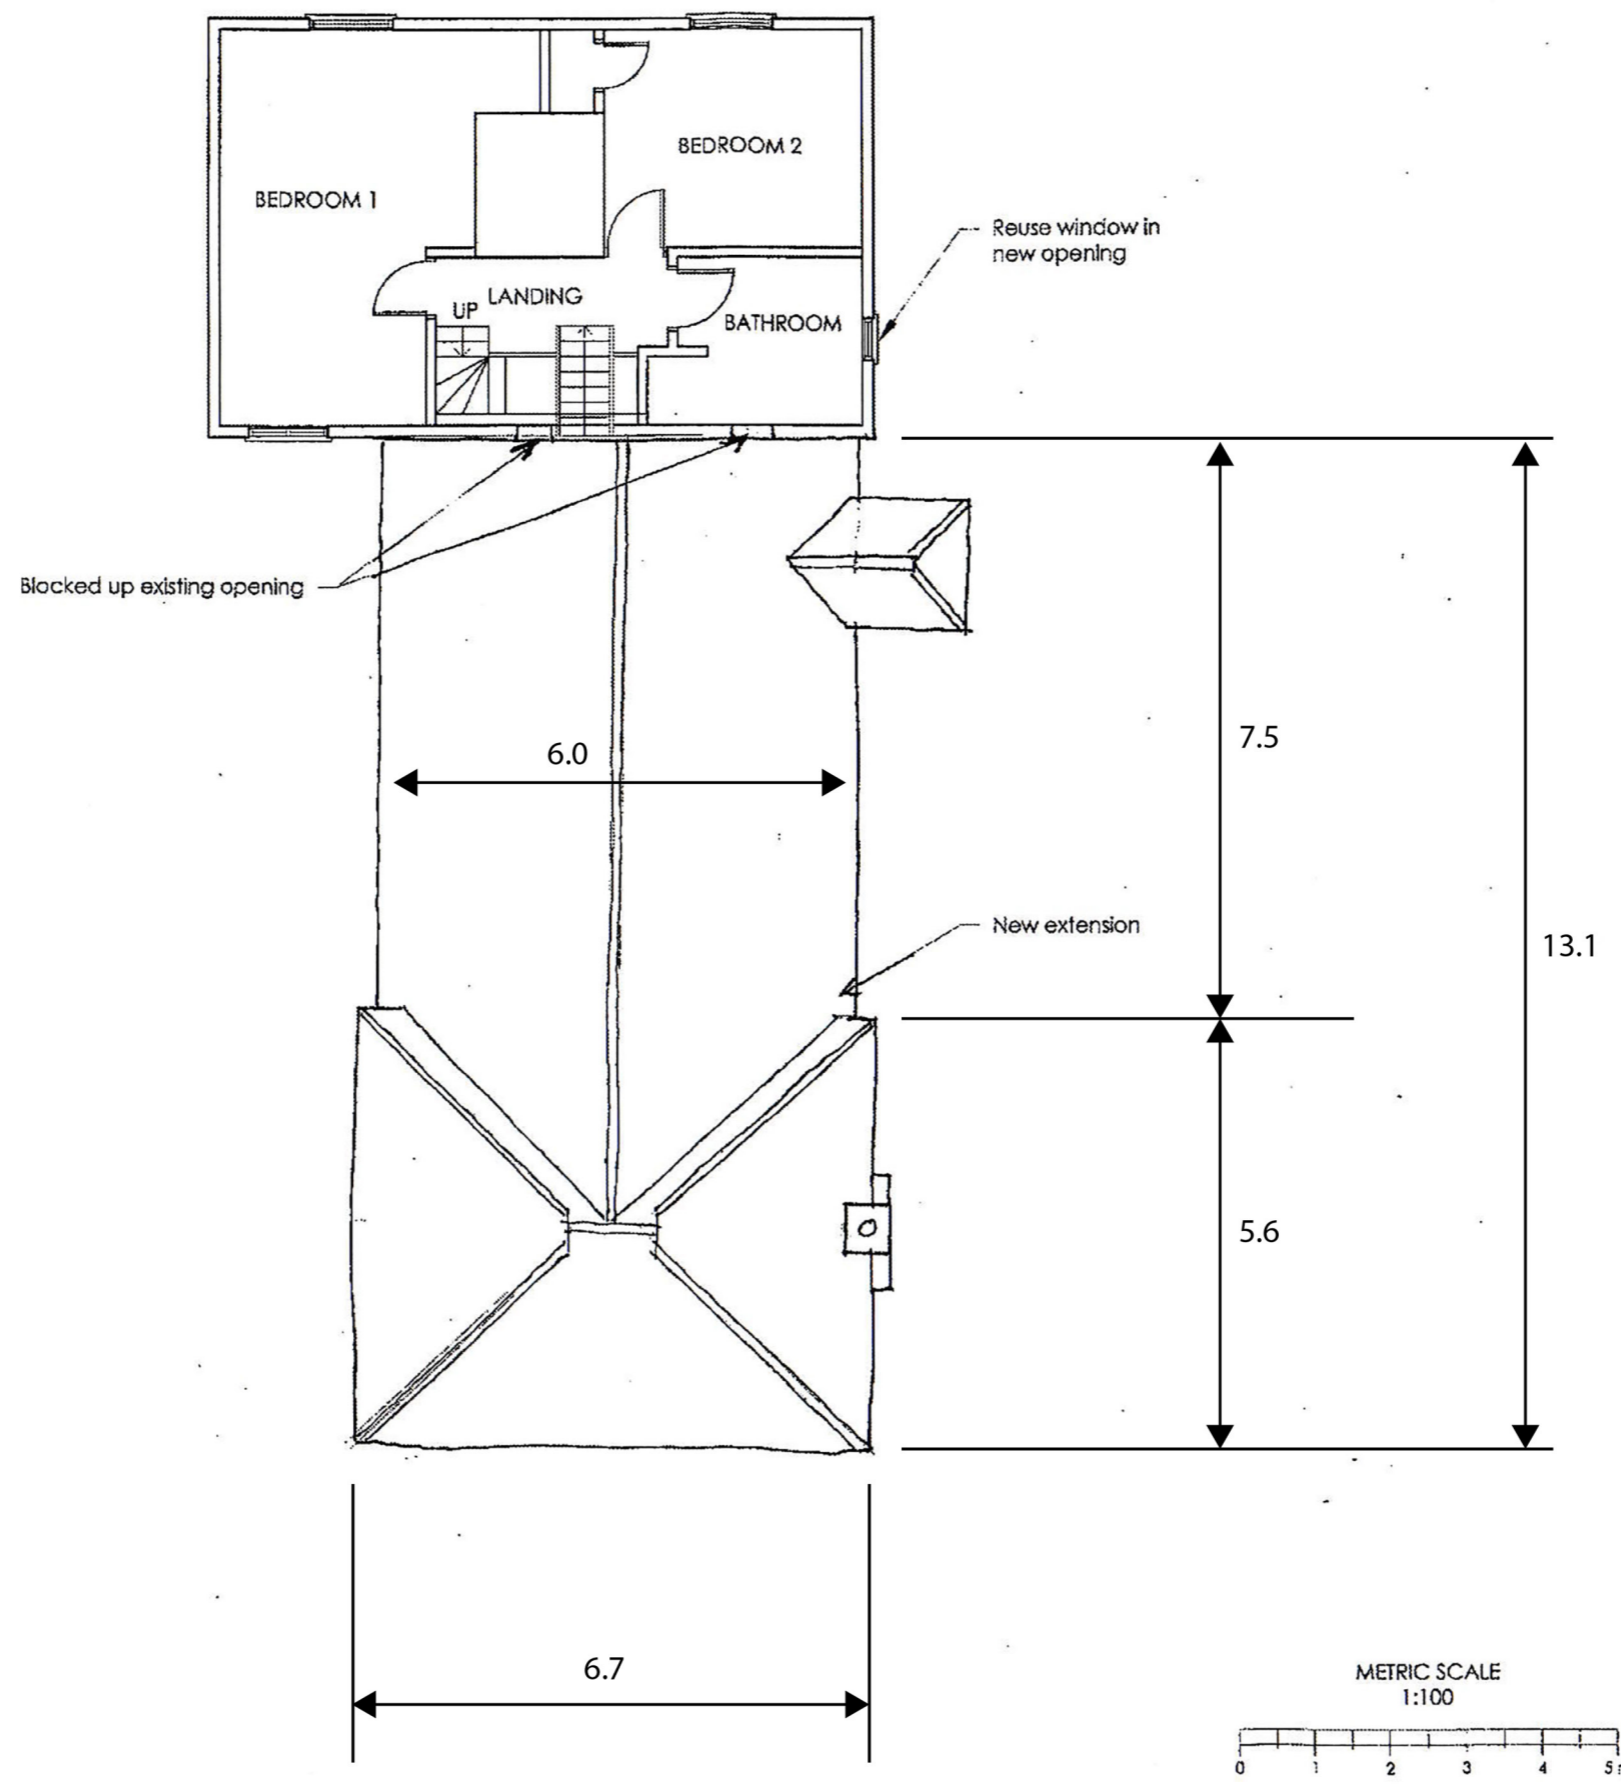 BEDROOM 2
BEDROOM 1
Reuse window in
new opening
LANDING
UP
BATHROOM
Blocked up existing opening
7.5
6.0
New extension
13.1
5.6
6.7
METRIC SCALE
1:100
0 1 2 3 4 5